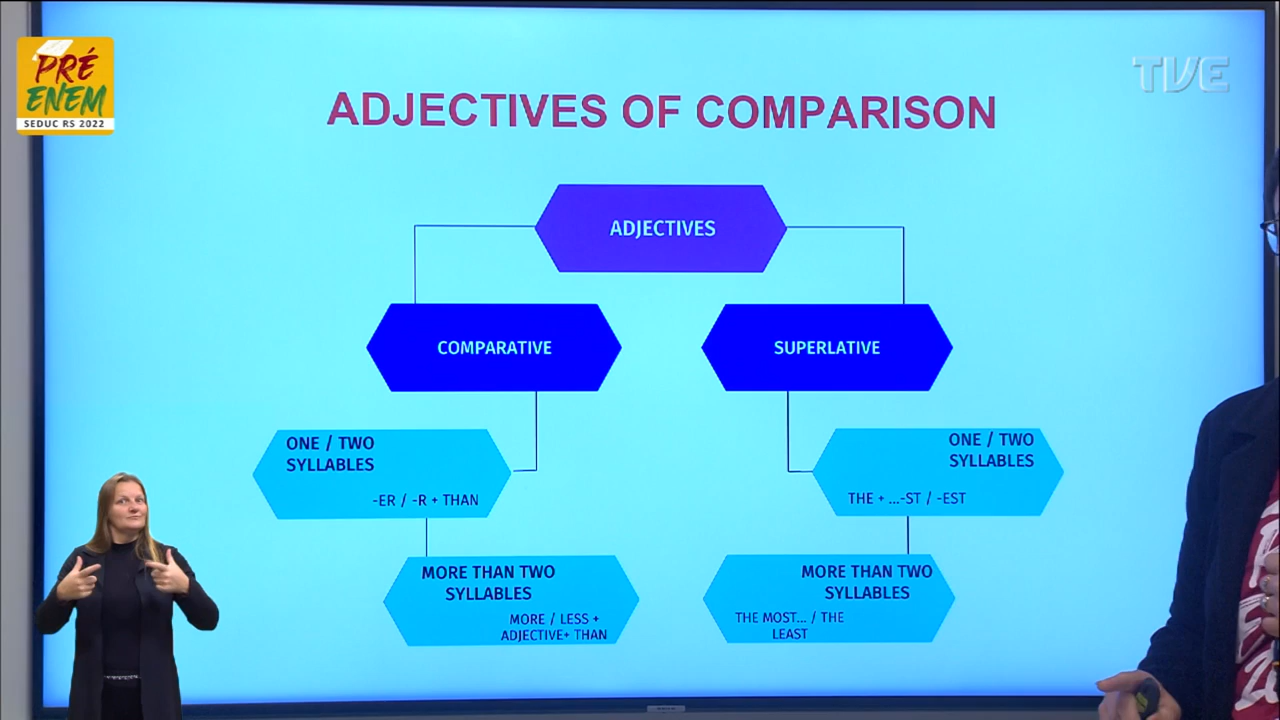 PRÉ
ENEM
SEDUC RS 2022
TVE
ADJECTIVES OF COMPARISON
ADJECTIVES
COMPARATIVE
SUPERLATIVE
ONE / TWO
SYLLABLES
-ER / -R + THAN
ONE / TWO
SYLLABLES
THE + ...-ST / -EST
MORE THAN TWO
SYLLABLES
MORE / LESS +
ADJECTIVE+ THAN
MORE THAN TWO
SYLLABLES
THE MOST... / THE
LEAST